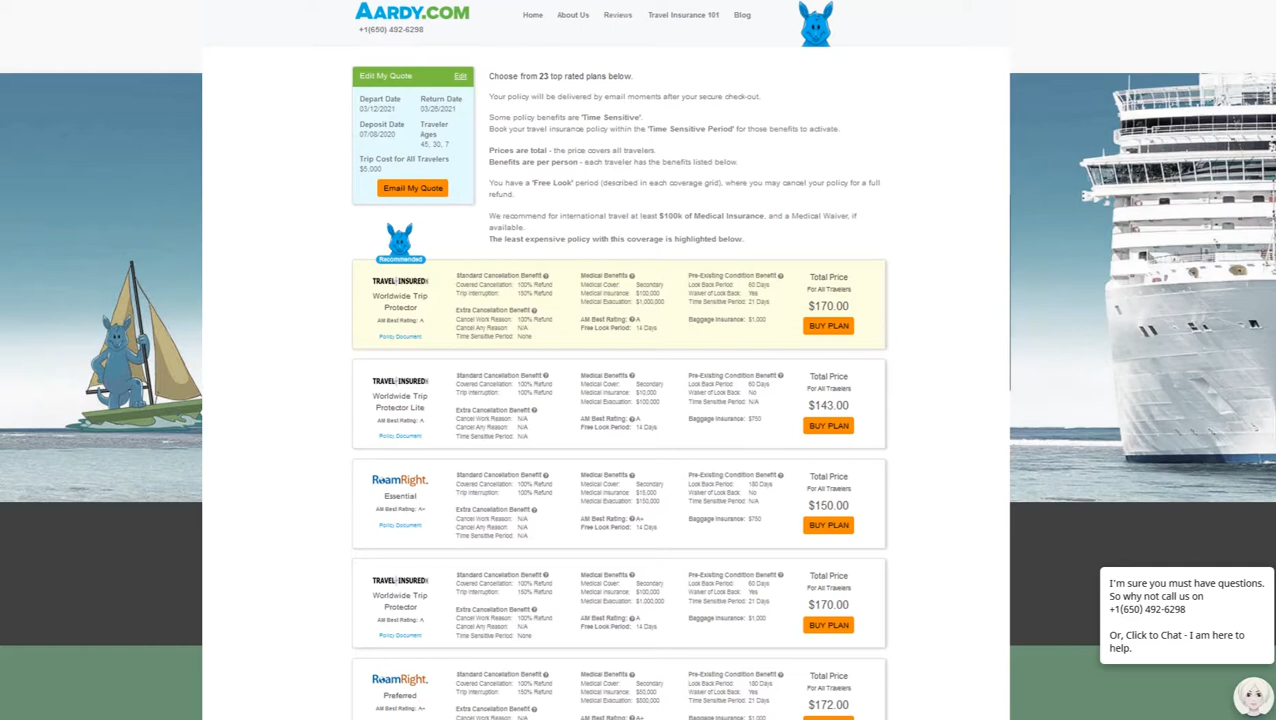 AARDY.COM
+1(650) 492-6298
Home About Us Reviews Travel Insurance 101 Blog
Edit My Quote Edit
Depart Date Return Date
03/12/2021 03/28/2021
Deposit Date Traveler
07/08/2020 Ages
45, 30, 7
Trip Cost for All Travelers
$5,000
Email My Quote
Choose from 23 top rated plans below.
Your policy will be delivered by email moments after your secure check-out.
Some policy benefits are 'Time Sensitive'.
Book your travel insurance policy within the 'Time Sensitive Period' for those benefits to activate.
Prices are total - the price covers all travelers.
Benefits are per person - each traveler has the benefits listed below.
You have a 'Free Look' period (described in each coverage grid), where you may cancel your policy for a full
refund.
We recommend for international travel at least $100k of Medical Insurance, and a Medical Waiver, if
available.
The least expensive policy with this coverage is highlighted below.
Recommended
TRAVEL INSURED
Worldwide Trip
Protector
AM Best Rating: A
Policy Document
Standard Cancellation Benefit
Covered Cancellation: 100% Refund
Trip Interruption: 150% Refund
Extra Cancellation Benefit
Cancel Work Reason: 100% Refund
Cancel Any Reason: N/A
Time Sensitive Period: None
Medical Benefits
Medical Cover: Secondary
Medical Insurance: $100,000
Medical Evacuation: $1,000,000
AM Best Rating: A
Free Look Period: 14 Days
Pre-Existing Condition Benefit
Lock Back Period: 60 Days
Waiver of Lock Back: Yes
Time Sensitive Period: 21 Days
Baggage Insurance: $1,000
Total Price
For All Travelers
$170.00
BUY PLAN
TRAVEL INSURED
Worldwide Trip
Protector Lite
AM Best Rating: A
Policy Document
Standard Cancellation Benefit
Covered Cancellation: 100% Refund
Trip Interruption: 100% Refund
Extra Cancellation Benefit
Cancel Work Reason: N/A
Cancel Any Reason: N/A
Time Sensitive Period: N/A
Medical Benefits
Medical Cover: Secondary
Medical Insurance: $10,000
Medical Evacuation: $100,000
AM Best Rating: A
Free Look Period: 14 Days
Pre-Existing Condition Benefit
Lock Back Period: 60 Days
Waiver of Lock Back: No
Time Sensitive Period: N/A
Baggage Insurance: $750
Total Price
For All Travelers
$143.00
BUY PLAN
RoamRight.
Essential
AM Best Rating: A+
Policy Document
Standard Cancellation Benefit
Covered Cancellation: 100% Refund
Trip Interruption: 100% Refund
Extra Cancellation Benefit
Cancel Work Reason: N/A
Cancel Any Reason: N/A
Time Sensitive Period: N/A
Medical Benefits
Medical Cover: Secondary
Medical Insurance: $15,000
Medical Evacuation: $150,000
AM Best Rating: A+
Free Look Period: 14 Days
Pre-Existing Condition Benefit
Lock Back Period: 180 Days
Waiver of Lock Back: No
Time Sensitive Period: N/A
Baggage Insurance: $750
Total Price
For All Travelers
$150.00
BUY PLAN
TRAVEL INSURED
Worldwide Trip
Protector
AM Best Rating: A
Policy Document
Standard Cancellation Benefit
Covered Cancellation: 100% Refund
Trip Interruption: 150% Refund
Extra Cancellation Benefit
Cancel Work Reason: 100% Refund
Cancel Any Reason: N/A
Time Sensitive Period: None
Medical Benefits
Medical Cover: Secondary
Medical Insurance: $100,000
Medical Evacuation: $1,000,000
AM Best Rating: A
Free Look Period: 14 Days
Pre-Existing Condition Benefit
Lock Back Period: 60 Days
Waiver of Lock Back: Yes
Time Sensitive Period: 21 Days
Baggage Insurance: $1,000
Total Price
For All Travelers
$170.00
BUY PLAN
RoamRight.
Preferred
AM Best Rating: A+
Standard Cancellation Benefit
Covered Cancellation: 100% Refund
Trip Interruption: 150% Refund
Extra Cancellation Benefit
Cancel Work Reason: N/A
Medical Benefits
Medical Cover: Secondary
Medical Insurance: $50,000
Medical Evacuation: $500,000
AM Best Rating: A+
Pre-Existing Condition Benefit
Lock Back Period: 180 Days
Waiver of Lock Back: Yes
Time Sensitive Period: 21 Days
Baggage Insurance: $1,000
Total Price
For All Travelers
$172.00
I'm sure you must have questions.
So why not call us on
+1(650) 492-6298
Or, Click to Chat - I am here to
help.